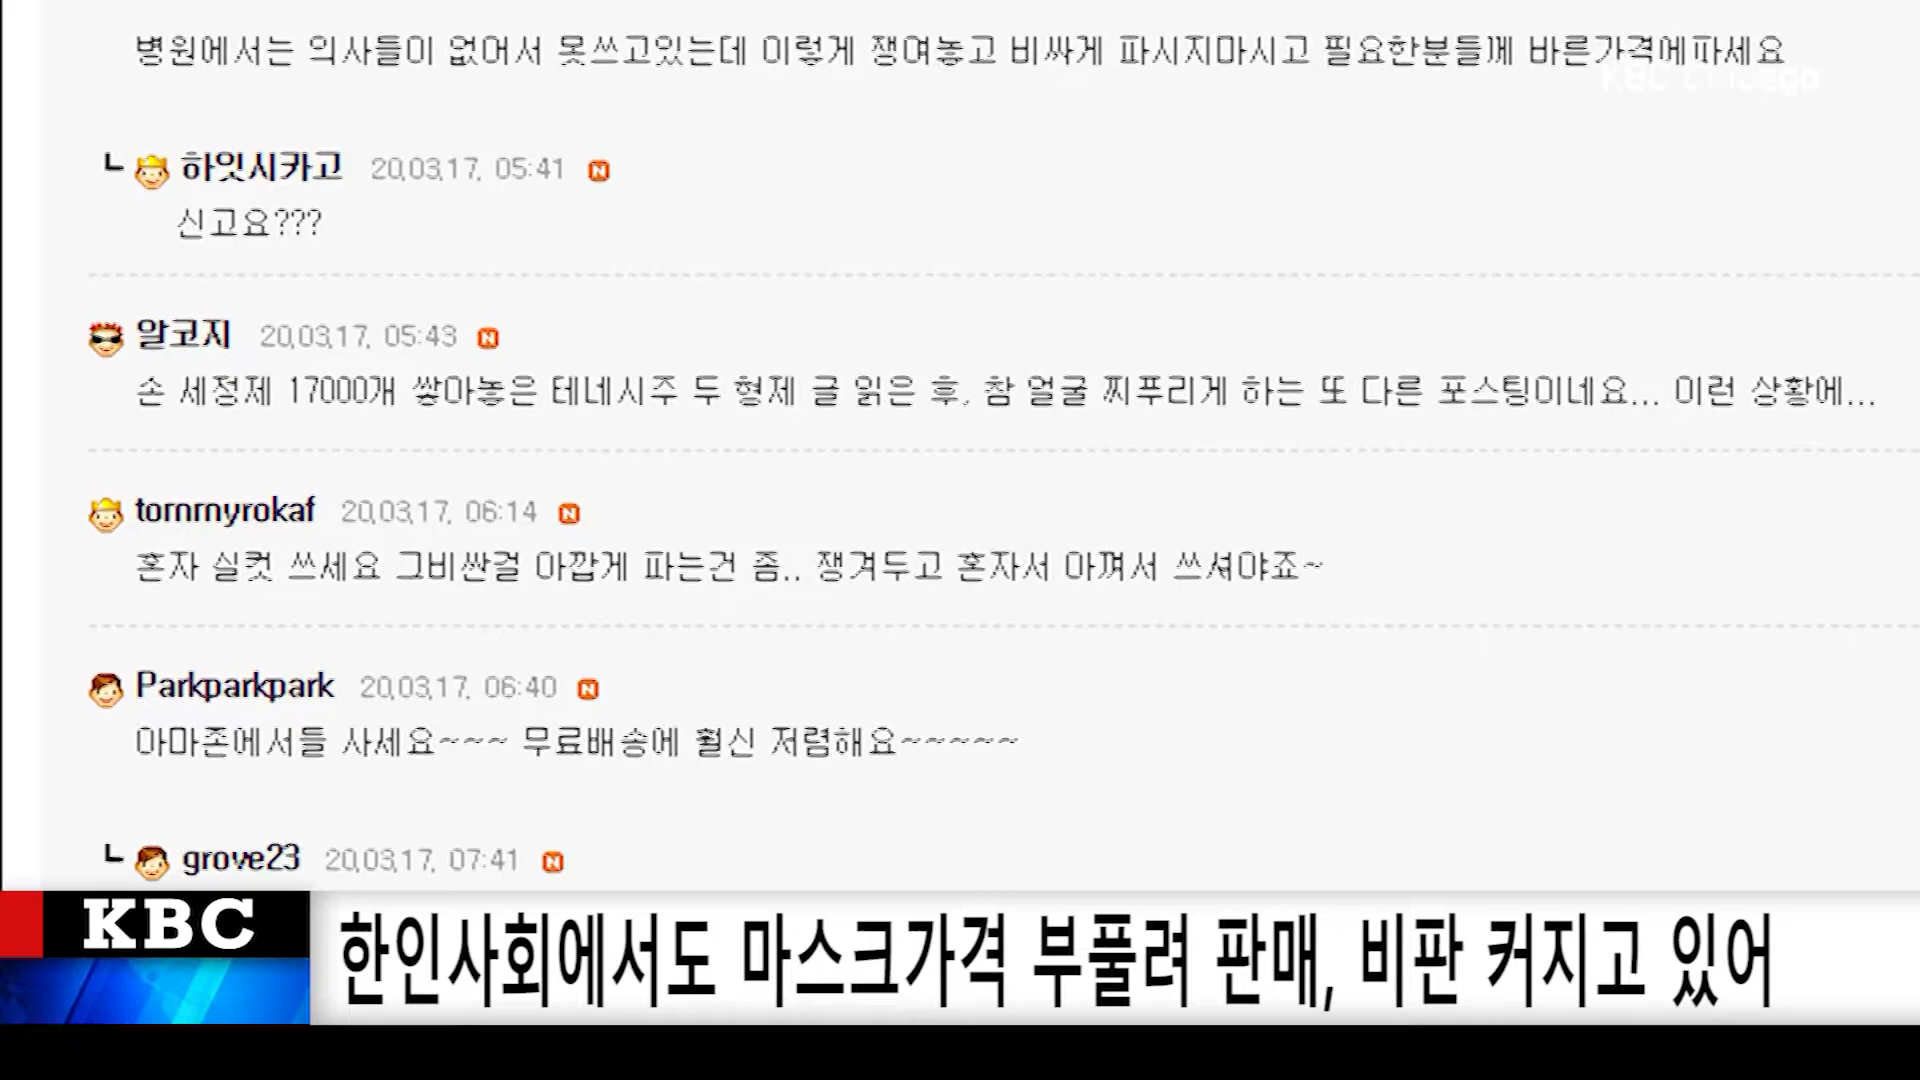 병원에서는 의사들이 없어서 못쓰고있는데 이렇게 쟁여놓고 비싸게 파시지마시고 필요한분들께 바른가격에파세요
KBC Chicago
┗ 하잇시카고 20.03.17. 05:41 N
신고요???
알코지 20.03.17. 05:43 N
손 세정제 17000개 쌓아놓은 테네시주 두 형제 글 읽은 후, 참 얼굴 찌푸리게 하는 또 다른 포스팅이네요... 이런 상황에...
tornrnyrokaf 20.03.17. 06:14 N
혼자 실컷 쓰세요 그비싼걸 아깝게 파는건 좀.. 쟁겨두고 혼자서 아껴서 쓰셔야죠~
Parkparkpark 20.03.17. 06:40 N
아마존에서들 사세요~~~ 무료배송에 훨신 저렴해요~~~~~
┗ grove23 20.03.17. 07:41 N
KBC 한인사회에서도 마스크가격 부풀려 판매, 비판 커지고 있어